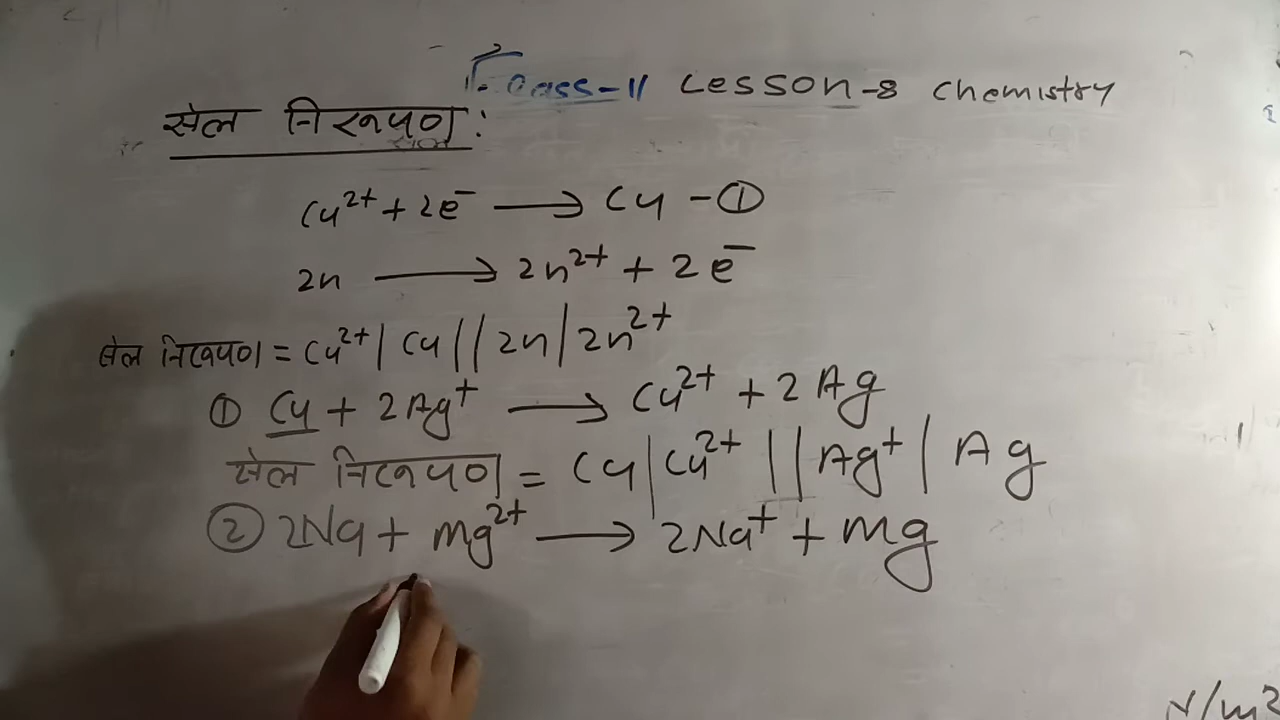 Class-11 Lesson-8 Chemistry
सेल निरूपण:
Cu²⁺ + 2e⁻ ⟶ Cu -①
Zn ⟶ Zn²⁺ + 2e⁻
सेल निरूपण = Cu²⁺| Cu || Zn | Zn²⁺
① Cu + 2Ag⁺ ⟶ Cu²⁺ + 2Ag
सेल निरूपण = Cu | Cu²⁺ || Ag⁺ | Ag
② 2Na + Mg²⁺ ⟶ 2Na⁺ + Mg
N/m²